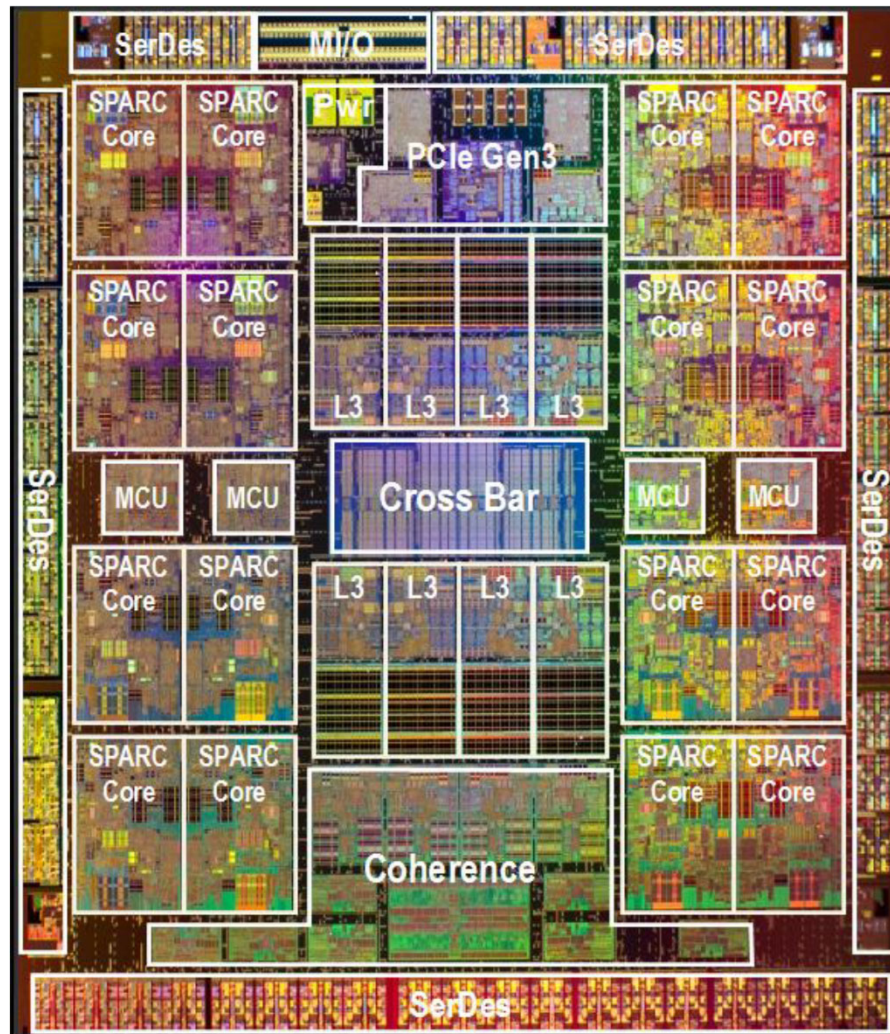 SerDes
MI/O
SerDes
SPARC Core
SPARC Core
Pwr
PCIe Gen3
SPARC Core
SPARC Core
SPARC Core
SPARC Core
SPARC Core
SPARC Core
L3
L3
L3
L3
SerDes
MCU
MCU
Cross Bar
MCU
MCU
SerDes
SPARC Core
SPARC Core
L3
L3
L3
L3
SPARC Core
SPARC Core
SPARC Core
SPARC Core
SPARC Core
SPARC Core
Coherence
SerDes